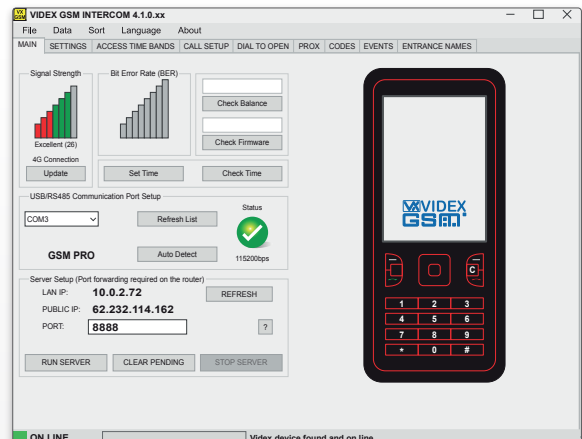 VX GSM VIDEX GSM INTERCOM 4.1.0.xx
File Data Sort Language About
MAIN SETTINGS ACCESS TIME BANDS CALL SETUP DIAL TO OPEN PROX CODES EVENTS ENTRANCE NAMES
Signal Strength
Bit Error Rate (BER)
Check Balance
Check Firmware
Excellent (26)
4G Connection
Update
Set Time
Check Time
USB/RS485 Communication Port Setup
Status
COM3
Refresh List
GSM PRO
Auto Detect
115200bps
Server Setup (Port forwarding required on the router)
LAN IP: 10.0.2.72
REFRESH
PUBLIC IP: 62.232.114.162
PORT: 8888
?
RUN SERVER
CLEAR PENDING
STOP SERVER
VX VIDEX
GSM
C
1 2 3
4 5 6
7 8 9
* 0 #
ON LINE
Videx device found and on line